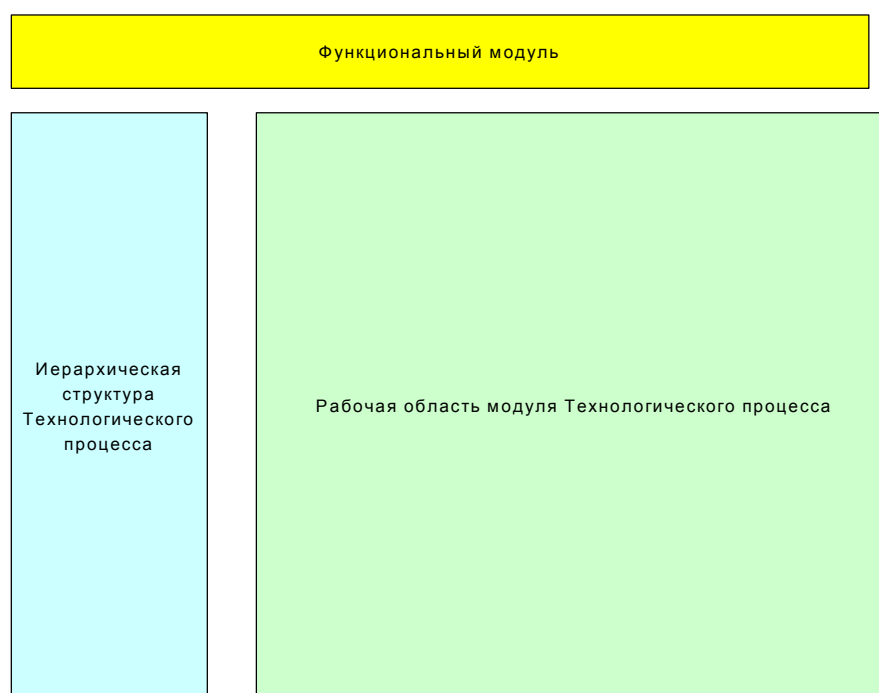 Функциональный модуль
Иерархическая
структура
Технологического
процесса
Рабочая область модуля Технологического процесса